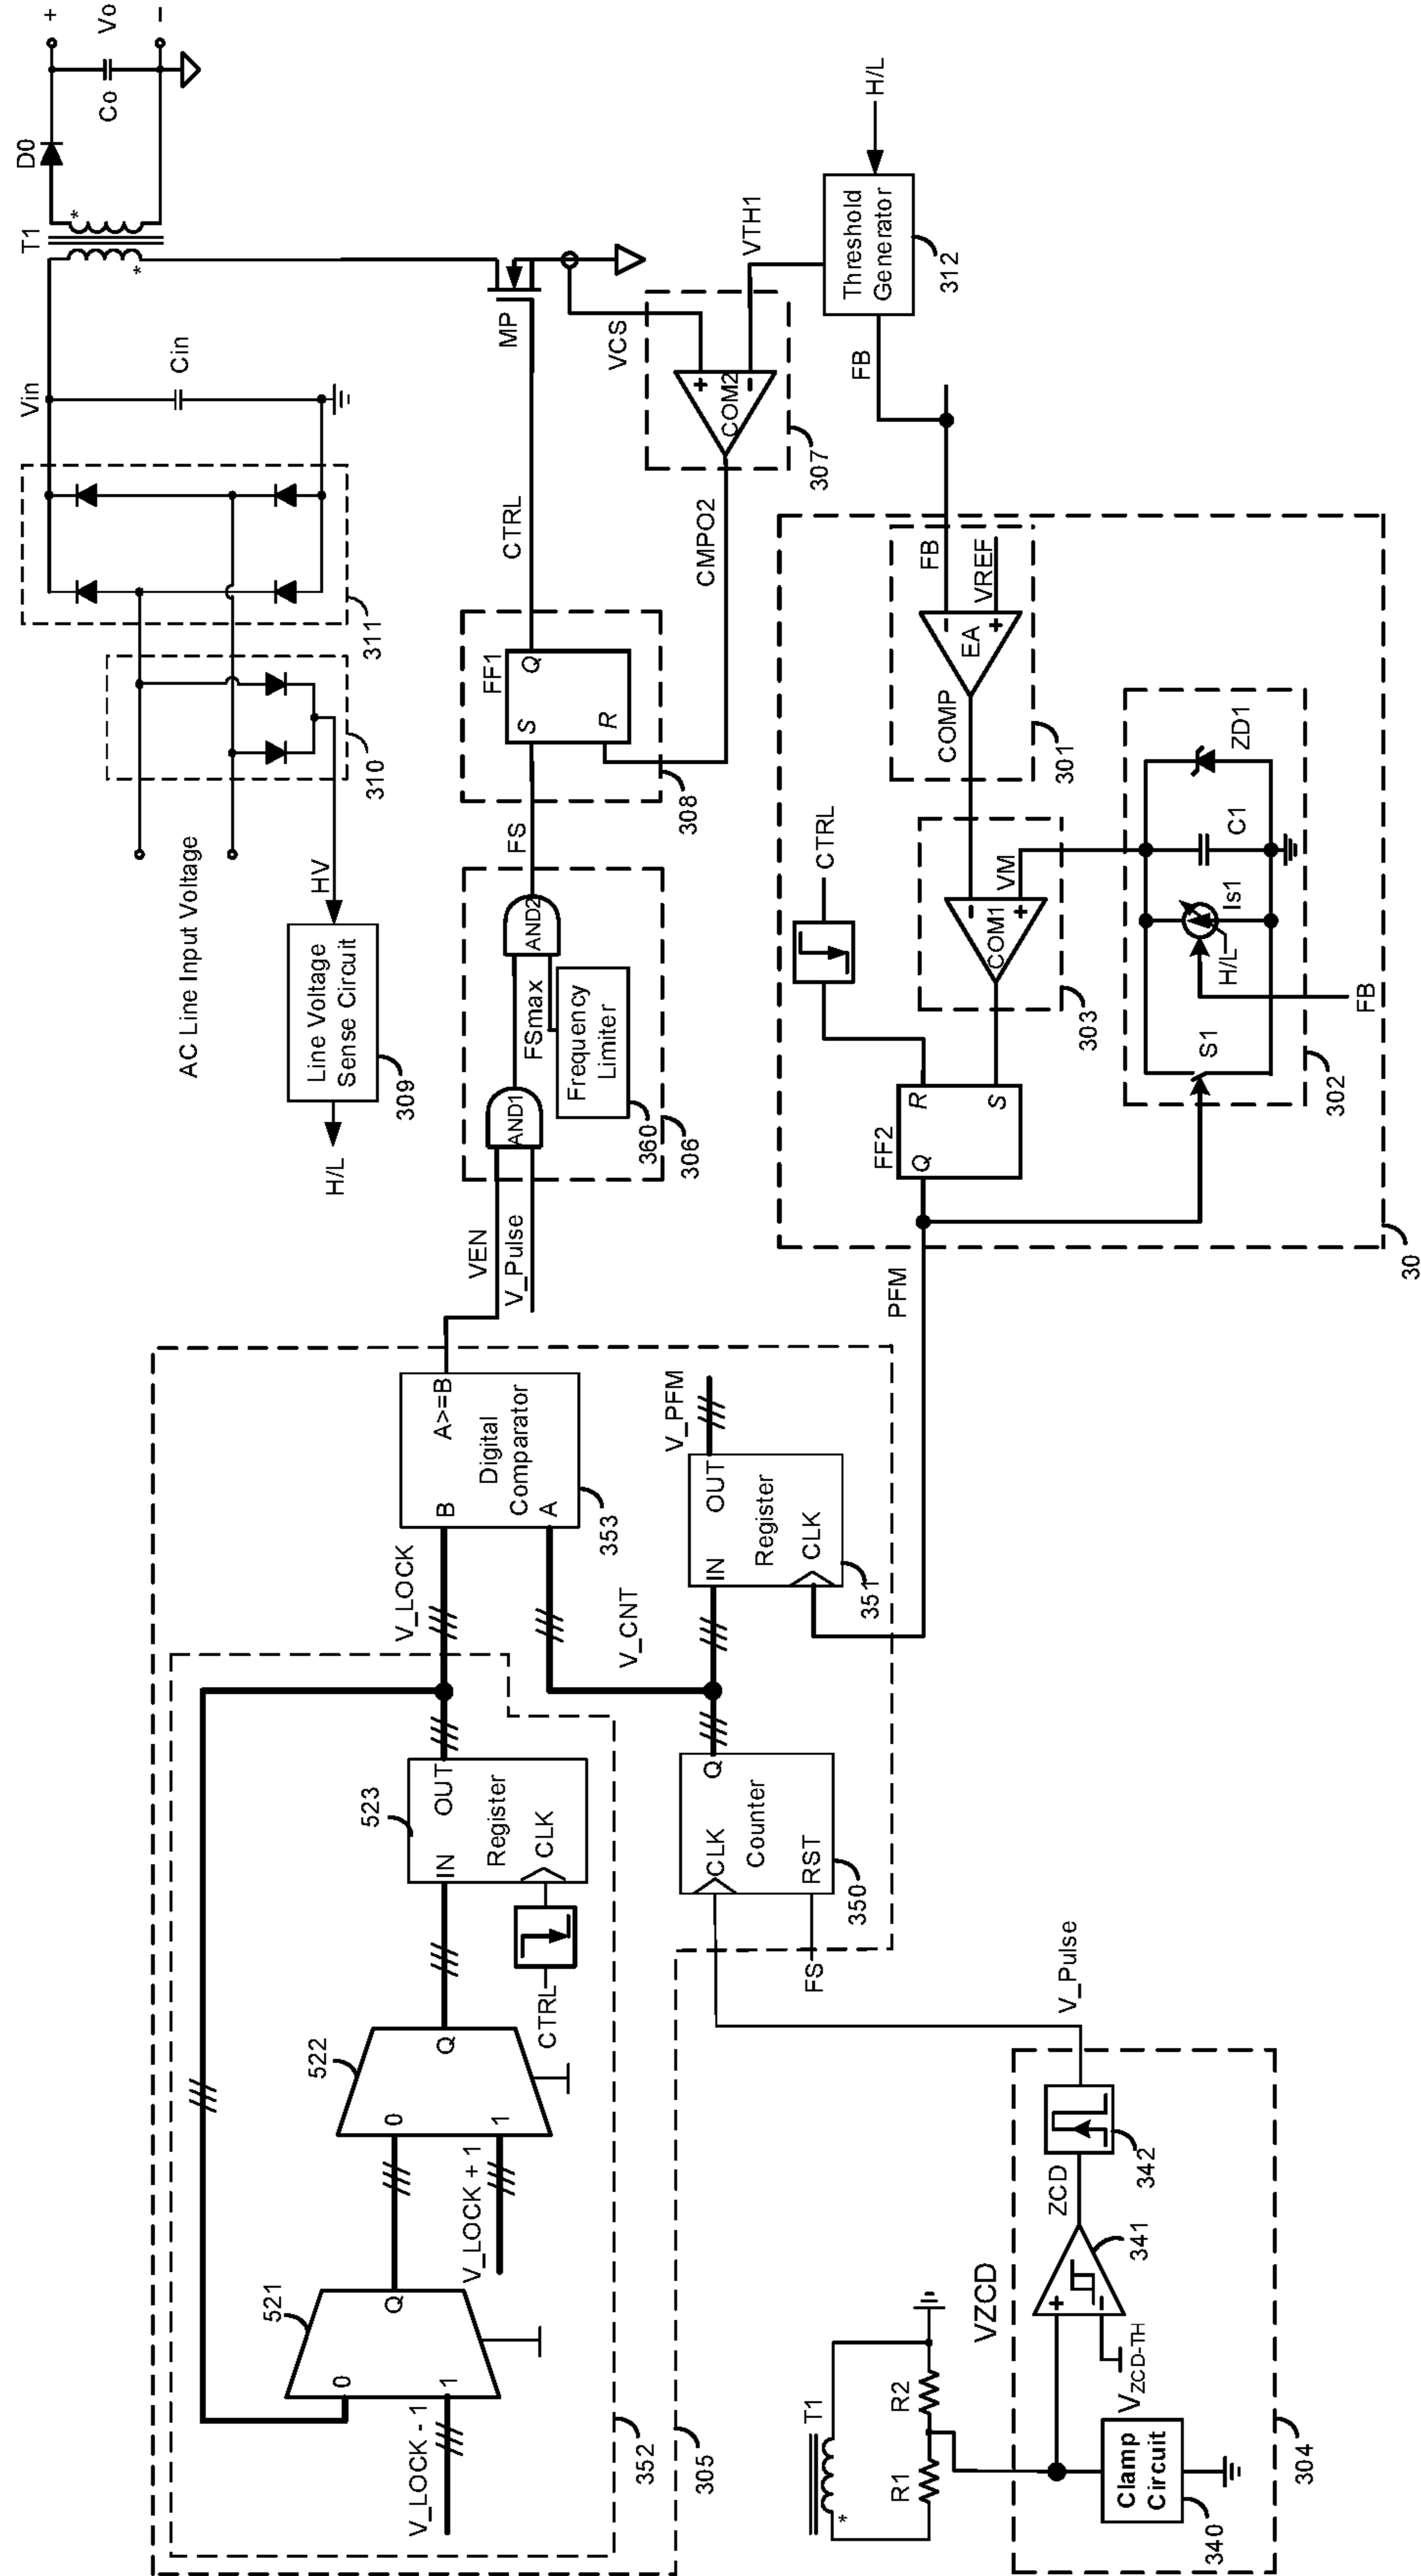 AC Line Input Voltage
HV
Line Voltage
Sense Circuit
309
H/L
310
311
Vin
Cin
T1
*
*
D0
Co
Vo
+
-
MP
CTRL
VCS
COM2
+
-
307
CMPO2
VTH1
Threshold
Generator
312
H/L
FB
FF1
S
Q
R
308
FS
AND2
FSmax
Frequency
Limiter
360
AND1
306
VEN
V_Pulse
FB
VREF
EA
-
+
COMP
301
CTRL
VM
COM1
-
+
303
FF2
Q
R
S
ZD1
C1
Is1
H/L
FB
S1
302
30
PFM
V_LOCK
B
A>=B
Digital
Comparator
A
353
V_CNT
V_PFM
IN
OUT
Register
CLK
351
523
IN
OUT
Register
CLK
CTRL
522
Q
0
1
V_LOCK + 1
521
Q
0
1
V_LOCK - 1
352
305
Q
CLK
Counter
RST
350
FS
V_Pulse
T1
*
R1
R2
VZCD
ZCD
342
341
+
-
VZCD-TH
Clamp
Circuit
340
304